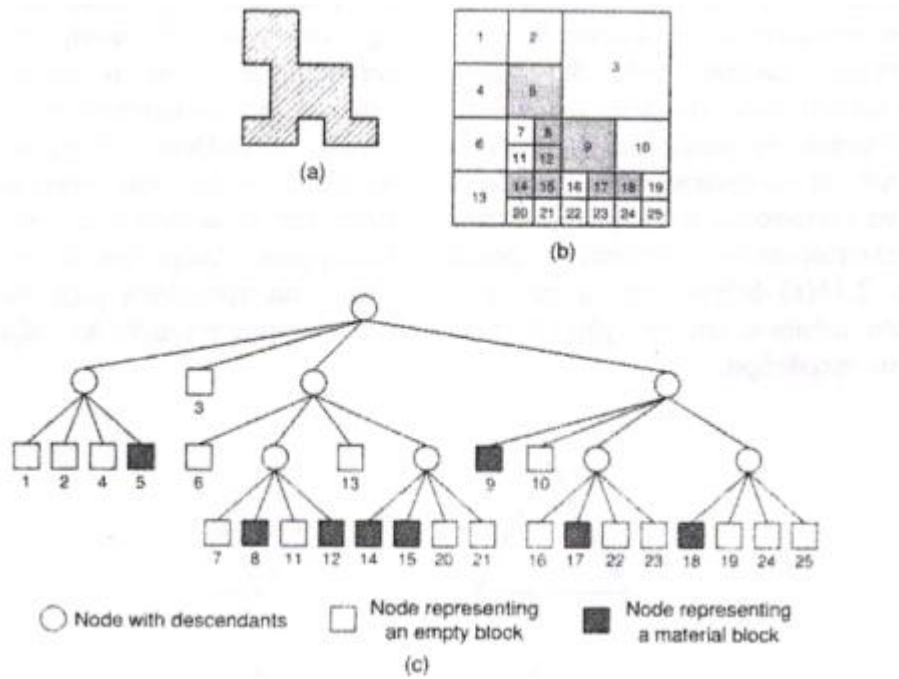 (a)
1 2
3
4 5
6 7 8 9 10
11 12
13 14 15 16 17 18 19
20 21 22 23 24 25
(b)
3
1 2 4 5 6 13 9 10
7 8 11 12 14 15 20 21 16 17 22 23 18 19 24 25
Node with descendants
Node representing
an empty block
Node representing
a material block
(c)